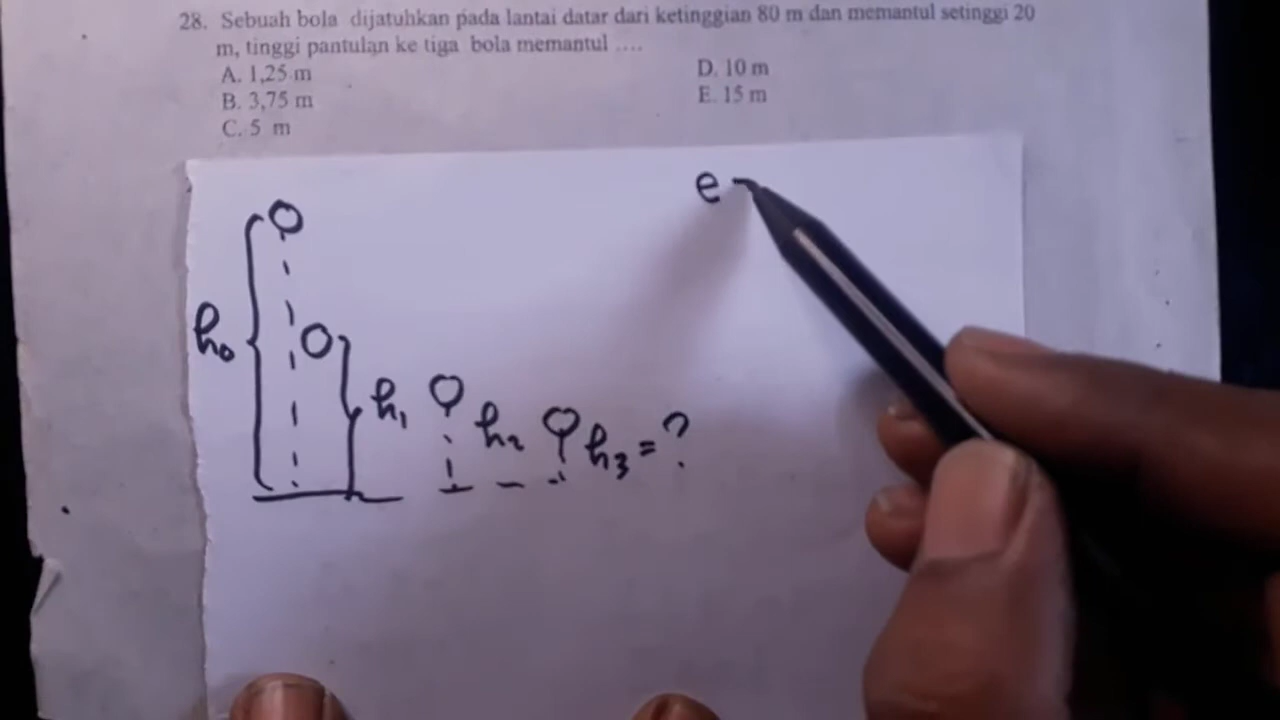 28. Sebuah bola dijatuhkan pada lantai datar dari ketinggian 80 m dan memantul setinggi 20
m, tinggi pantulan ke tiga bola memantul ....
A. 1,25 m
B. 3,75 m
C. 5 m
D. 10 m
E. 15 m
e -
h₀
h₁
h₂
h₃ = ?